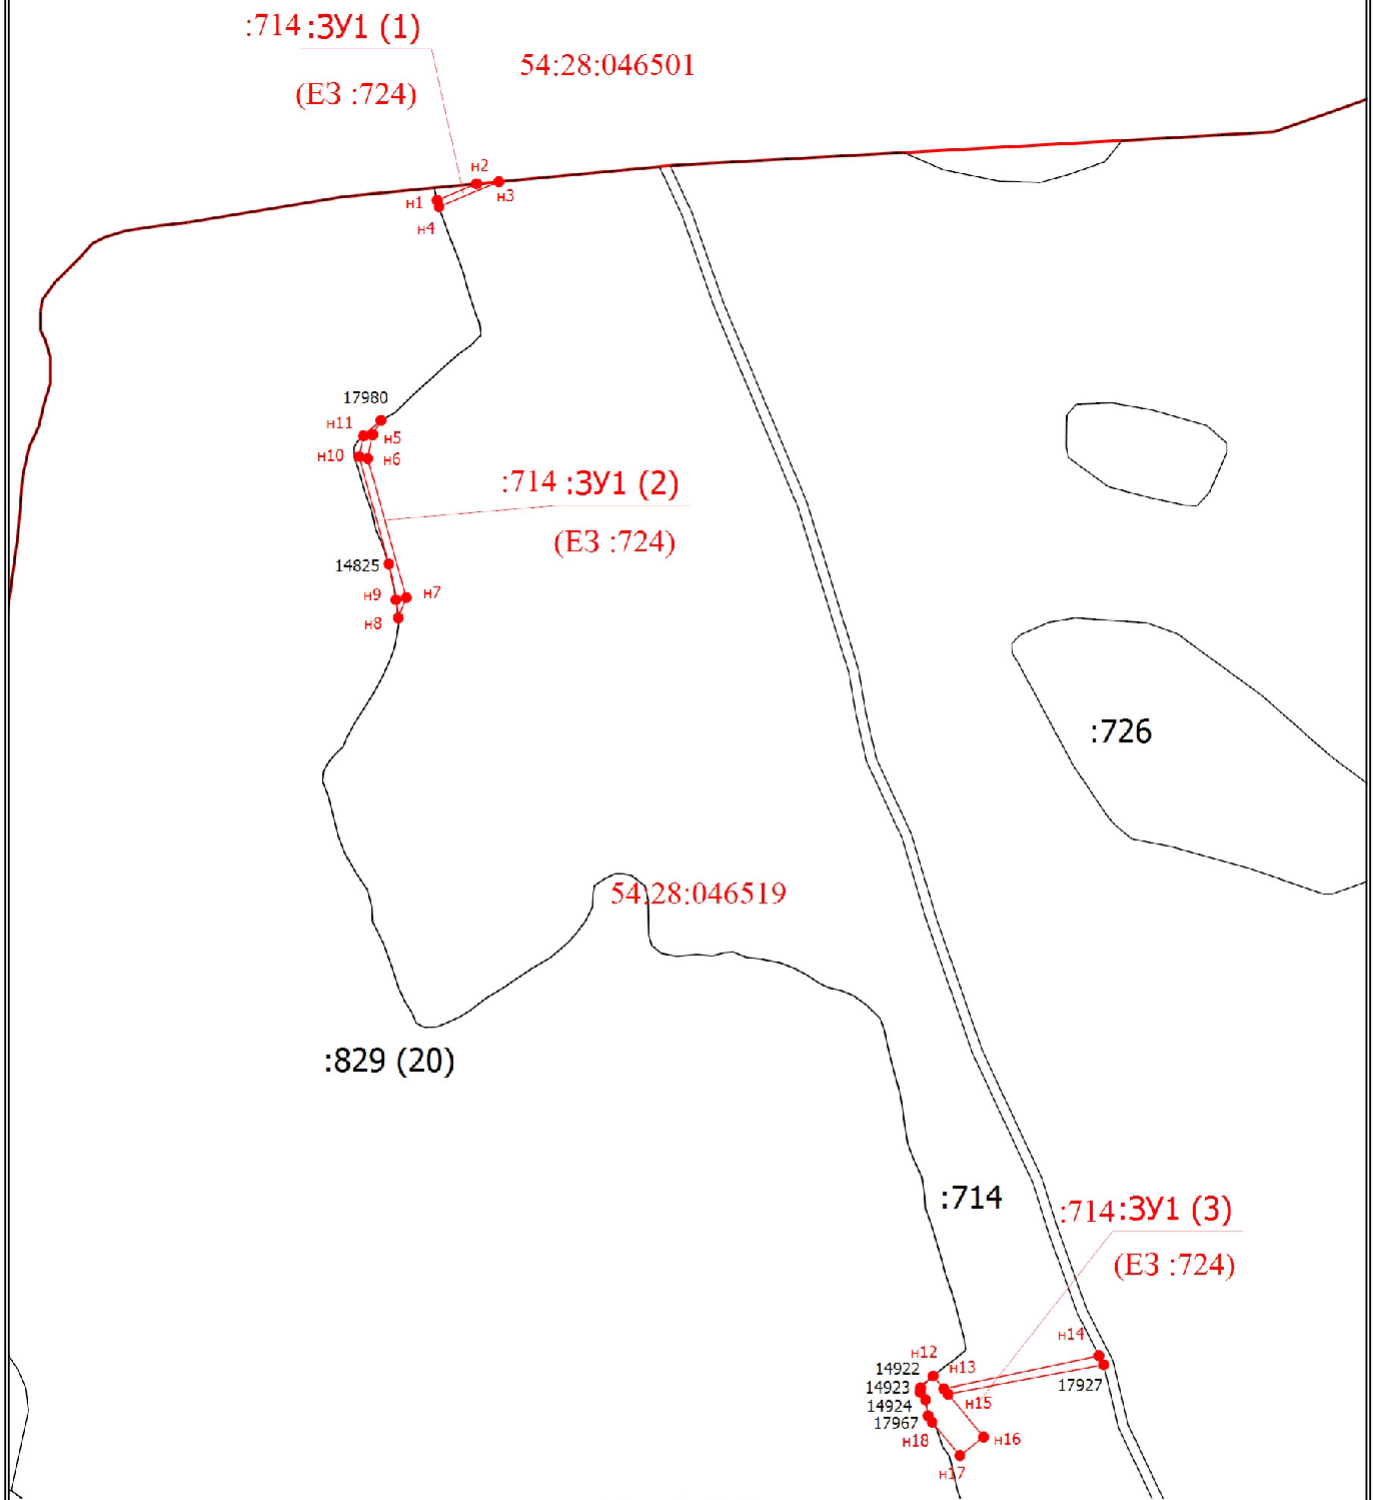 :714 :ЗУ1 (1)
54:28:046501
(ЕЗ :724)
н2
н1
н3
н4
17980
н11
н5
н10
н6
:714 :ЗУ1 (2)
(ЕЗ :724)
14825
н9
н7
н8
:726
54:28:046519
:829 (20)
:714
:714:ЗУ1 (3)
(ЕЗ :724)
н14
н12
14922
н13
14923
17927
14924
н15
17967
н18
н16
н17